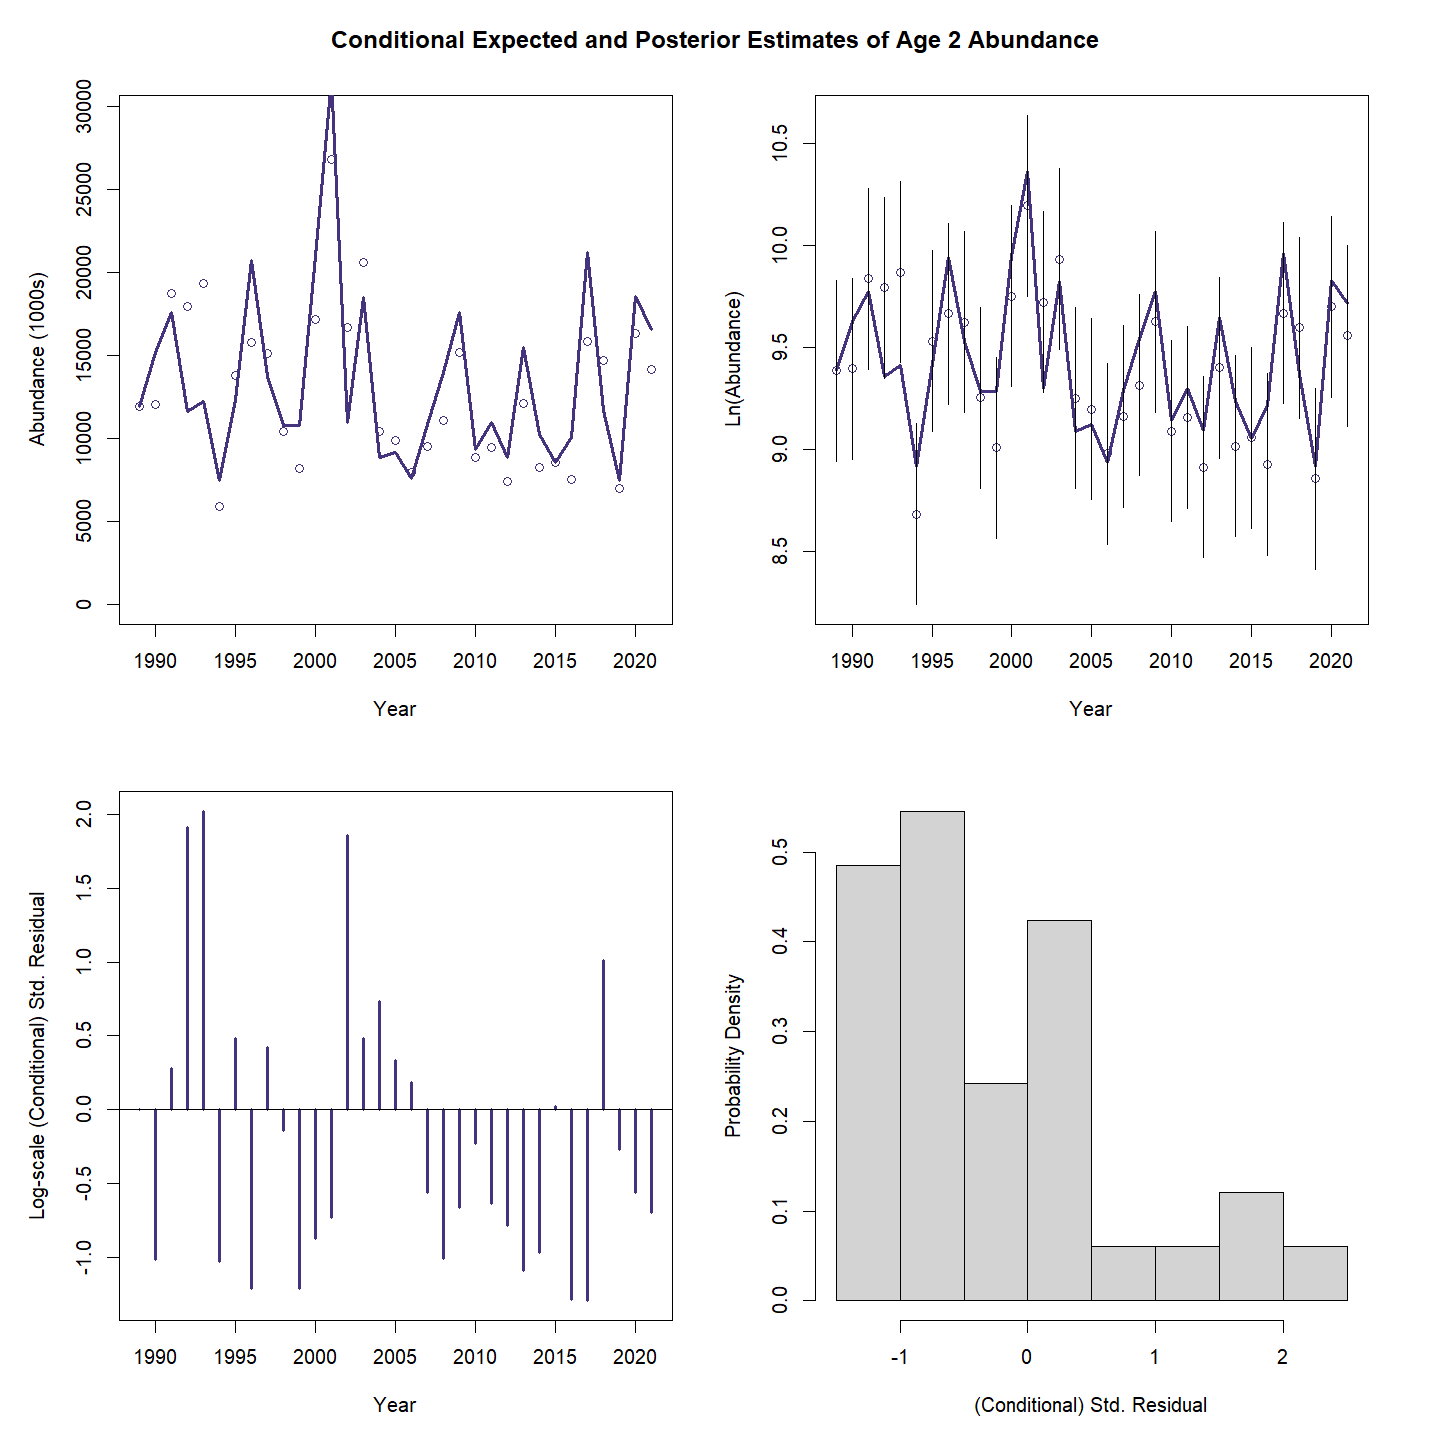 Conditional Expected and Posterior Estimates of Age 2 Abundance
Abundance (1000s)
30000
25000
20000
15000
10000
5000
0
1990 1995 2000 2005 2010 2015 2020
Year
Ln(Abundance)
10.5
10.0
9.5
9.0
8.5
1990 1995 2000 2005 2010 2015 2020
Year
Log-scale (Conditional) Std. Residual
2.0
1.5
1.0
0.5
0.0
-0.5
-1.0
1990 1995 2000 2005 2010 2015 2020
Year
Probability Density
0.5
0.4
0.3
0.2
0.1
0.0
-1 0 1 2
(Conditional) Std. Residual